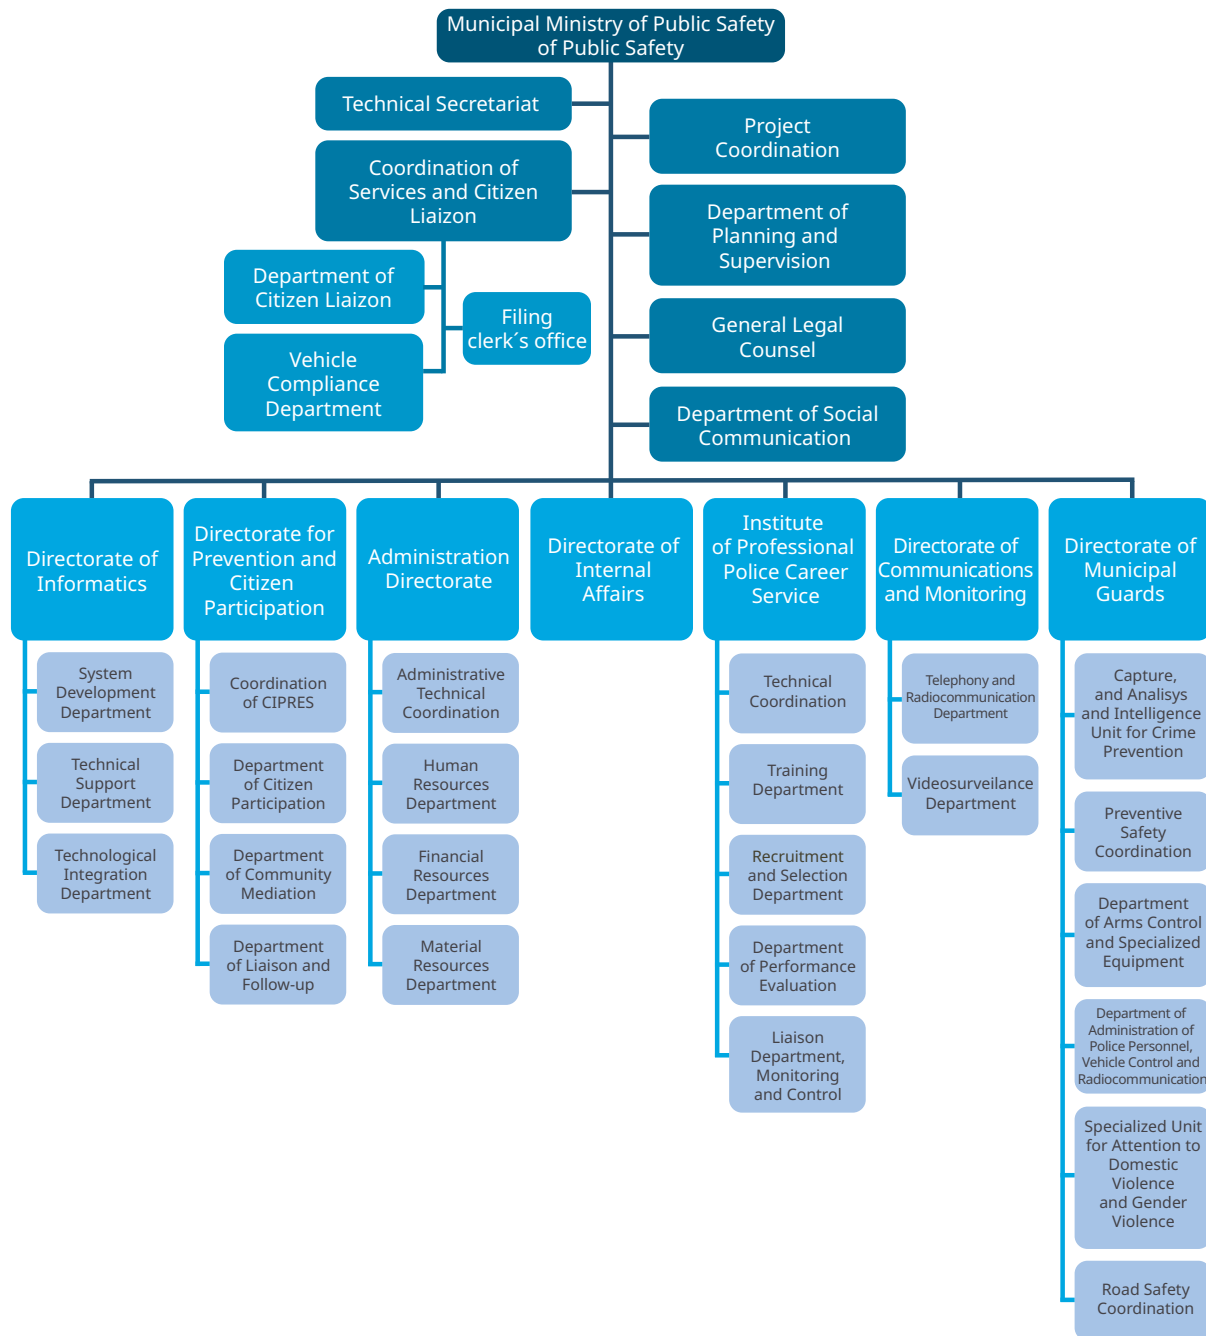 Municipal Ministry of Public Safety
of Public Safety
Technical Secretariat
Project
Coordination
Coordination of
Services and Citizen
Liaizon
Department of
Planning and
Supervision
Department of
Citizen Liaizon
Filing
clerk´s office
Vehicle
Compliance
Department
General Legal
Counsel
Department of Social
Communication
Directorate of
Informatics
Directorate for
Prevention and
Citizen
Participation
Administration
Directorate
Directorate of
Internal
Affairs
Institute
of Professional
Police Career
Service
Directorate of
Communications
and Monitoring
Directorate of
Municipal
Guards
System
Development
Department
Technical
Support
Department
Technological
Integration
Department
Coordination
of CIPRES
Department
of Citizen
Participation
Department
of Community
Mediation
Department
of Liaison and
Follow-up
Administrative
Technical
Coordination
Human
Resources
Department
Financial
Resources
Department
Material
Resources
Department
Technical
Coordination
Training
Department
Recruitment
and Selection
Department
Department
of Performance
Evaluation
Liaison
Department,
Monitoring
and Control
Telephony and
Radiocommunication
Department
Videosurveilance
Department
Capture,
and Analisys
and Intelligence
Unit for Crime
Prevention
Preventive
Safety
Coordination
Department
of Arms Control
and Specialized
Equipment
Department of
Administration of
Police Personnel,
Vehicle Control and
Radiocommunication
Specialized Unit
for Attention to
Domestic
Violence
and Gender
Violence
Road Safety
Coordination